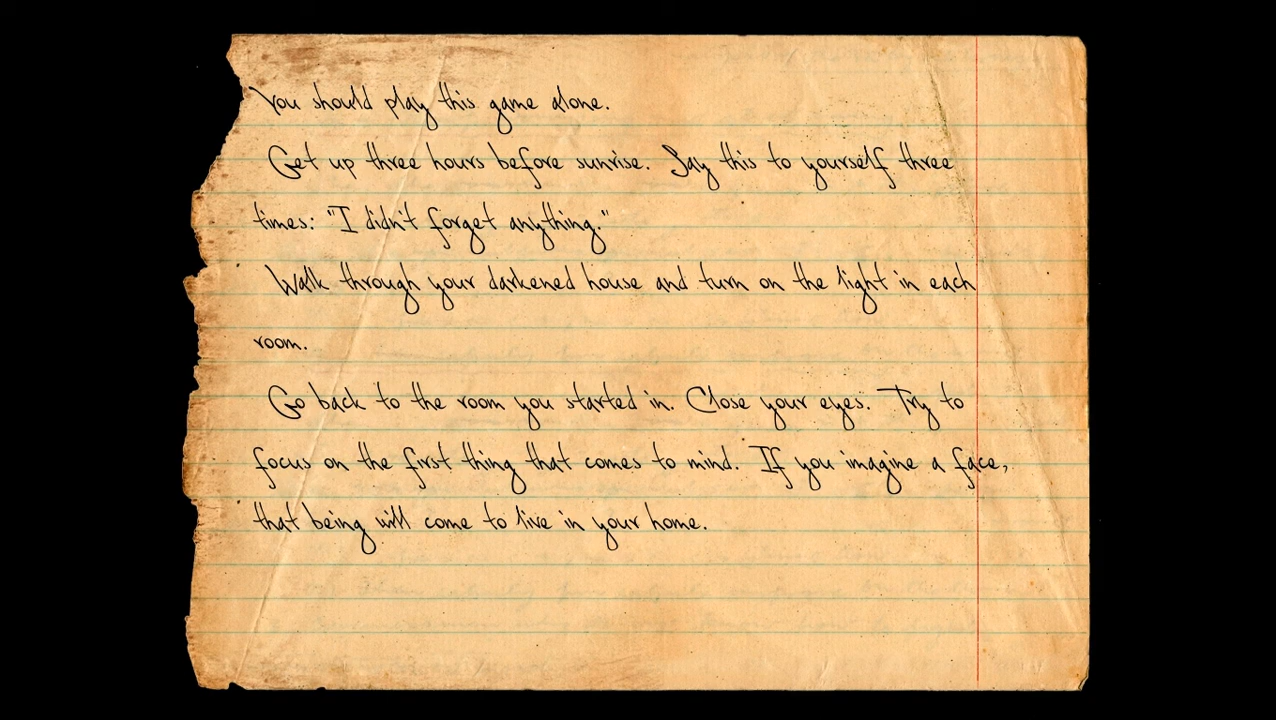 You should play this game alone.
Get up three hours before sunrise. Say this to yourself three
times: "I didn't forget anything."
Walk through your darkened house and turn on the light in each
room.
Go back to the room you started in. Close your eyes. Try to
focus on the first thing that comes to mind. If you imagine a face,
that being will come to live in your home.